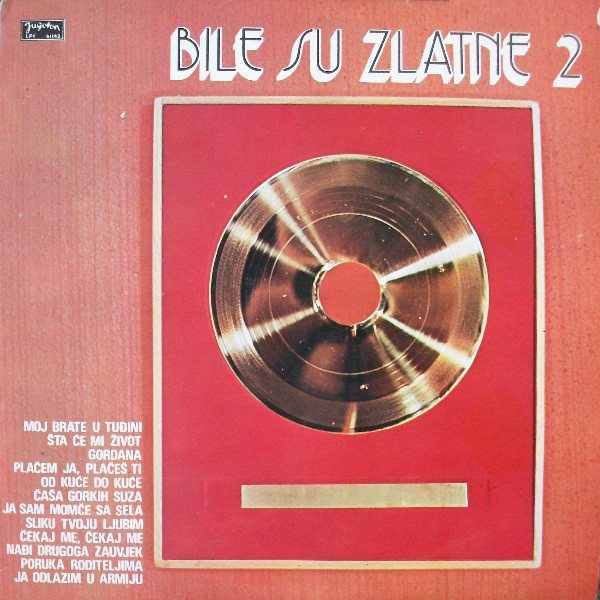 Jugoton
BILE SU ZLATNE 2
MOJ BRATE U TUĐINI
ŠTA ĆE MI ŽIVOT
GORDANA
PLAČEM JA, PLAČEŠ TI
OD KUĆE DO KUĆE
ČAŠA GORKIH SUZA
JA SAM MOMČE SA SELA
SLIKU TVOJU LJUBIM
ČEKAJ ME, ČEKAJ ME
NAĐI DRUGOGA ZAUVJEK
PORUKA RODITELJIMA
JA ODLAZIM U ARMIJU